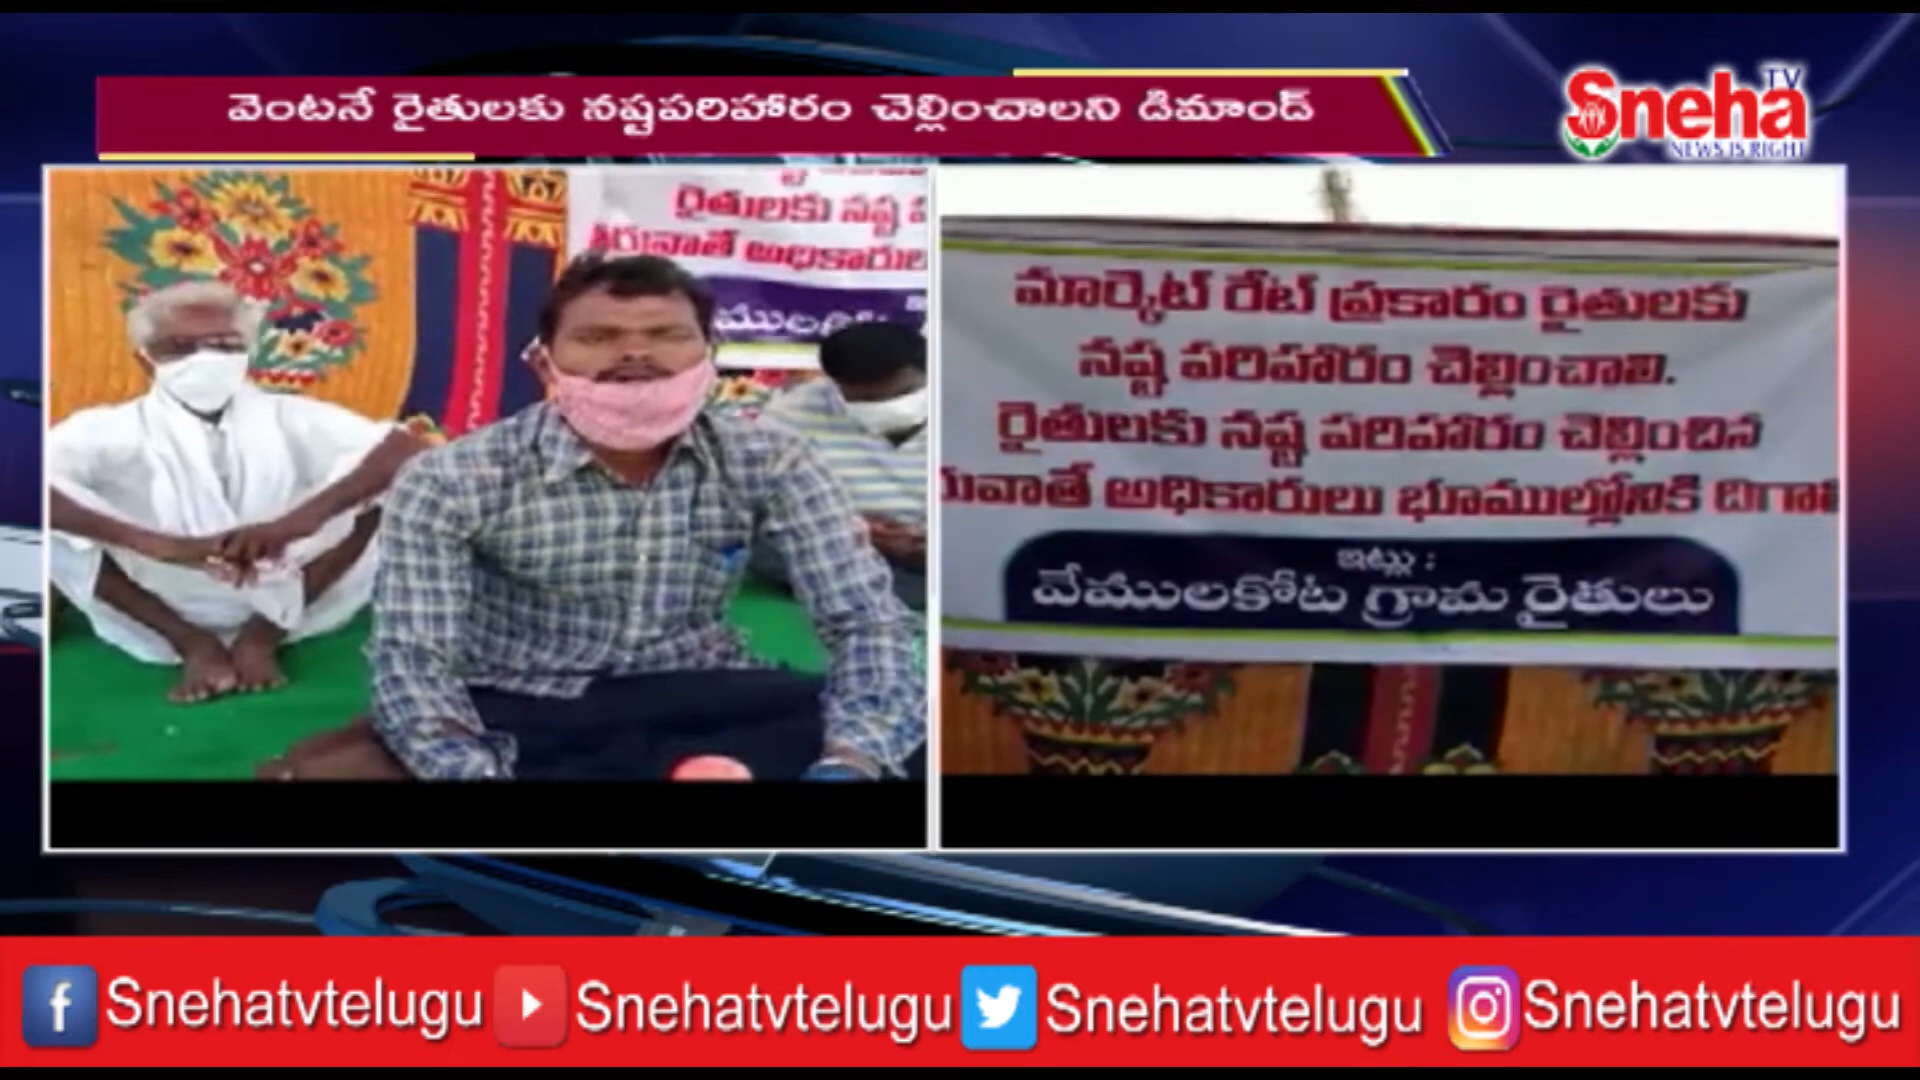 వెంటనే రైతులకు నష్టపరిహారం చెల్లించాలని డిమాండ్
Sneha TV
NEWS IS RIGHT
రైతులకు నష్ట
అధికారుల
మార్కెట్ రేట్ ప్రకారం రైతులకు
నష్ట పరిహారం చెల్లించాలి.
రైతులకు నష్ట పరిహారం చెల్లించిన
అధికారులు భూముల్లోనికి
ఇట్లు :
వేములకోట గ్రామ రైతులు
Snehatvtelugu
Snehatvtelugu
Snehatvtelugu
Snehatvtelugu